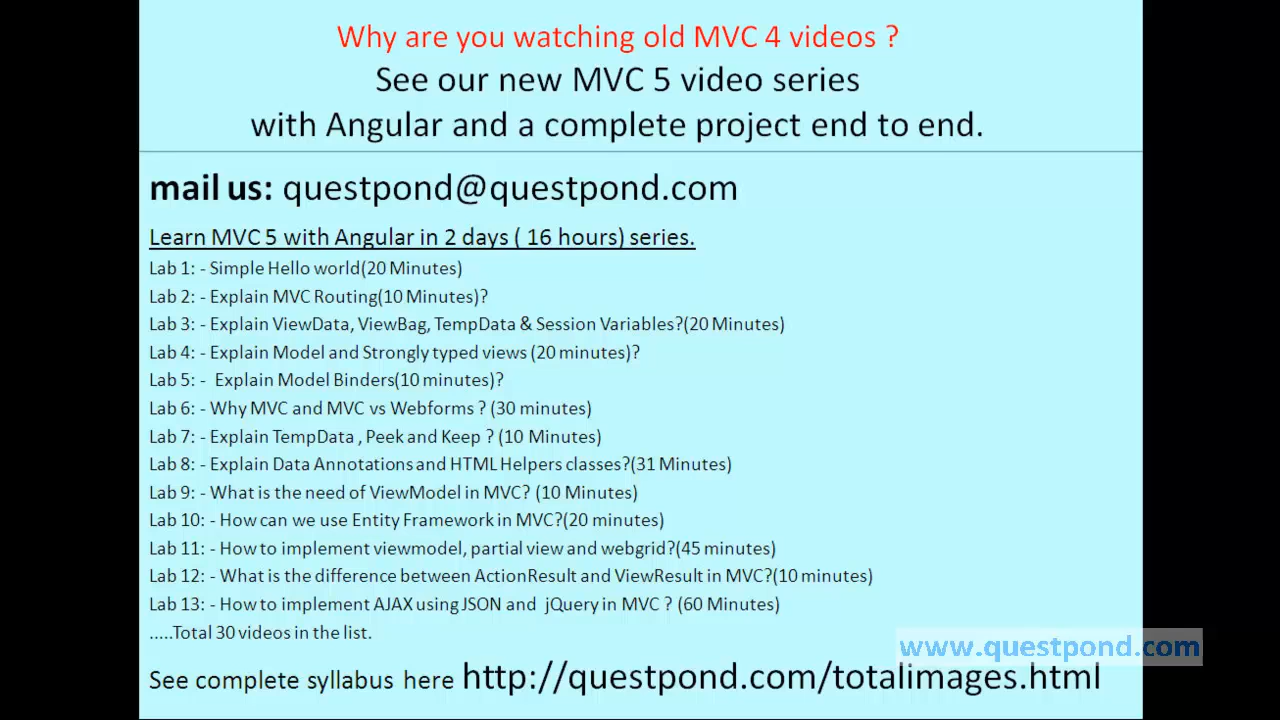 Why are you watching old MVC 4 videos ?
See our new MVC 5 video series
with Angular and a complete project end to end.
mail us: questpond@questpond.com
Learn MVC 5 with Angular in 2 days ( 16 hours) series.
Lab 1: - Simple Hello world(20 Minutes)
Lab 2: - Explain MVC Routing(10 Minutes)?
Lab 3: - Explain ViewData, ViewBag, TempData & Session Variables?(20 Minutes)
Lab 4: - Explain Model and Strongly typed views (20 minutes)?
Lab 5: - Explain Model Binders(10 minutes)?
Lab 6: - Why MVC and MVC vs Webforms ? (30 minutes)
Lab 7: - Explain TempData , Peek and Keep ? (10 Minutes)
Lab 8: - Explain Data Annotations and HTML Helpers classes?(31 Minutes)
Lab 9: - What is the need of ViewModel in MVC? (10 Minutes)
Lab 10: - How can we use Entity Framework in MVC?(20 minutes)
Lab 11: - How to implement viewmodel, partial view and webgrid?(45 minutes)
Lab 12: - What is the difference between ActionResult and ViewResult in MVC?(10 minutes)
Lab 13: - How to implement AJAX using JSON and jQuery in MVC ? (60 Minutes)
.....Total 30 videos in the list.
www.questpond.com
See complete syllabus here http://questpond.com/totalimages.html